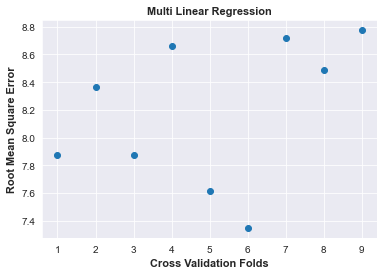 Multi Linear Regression
Root Mean Square Error
8.8
8.6
8.4
8.2
8.0
7.8
7.6
7.4
1 2 3 4 5 6 7 8 9
Cross Validation Folds